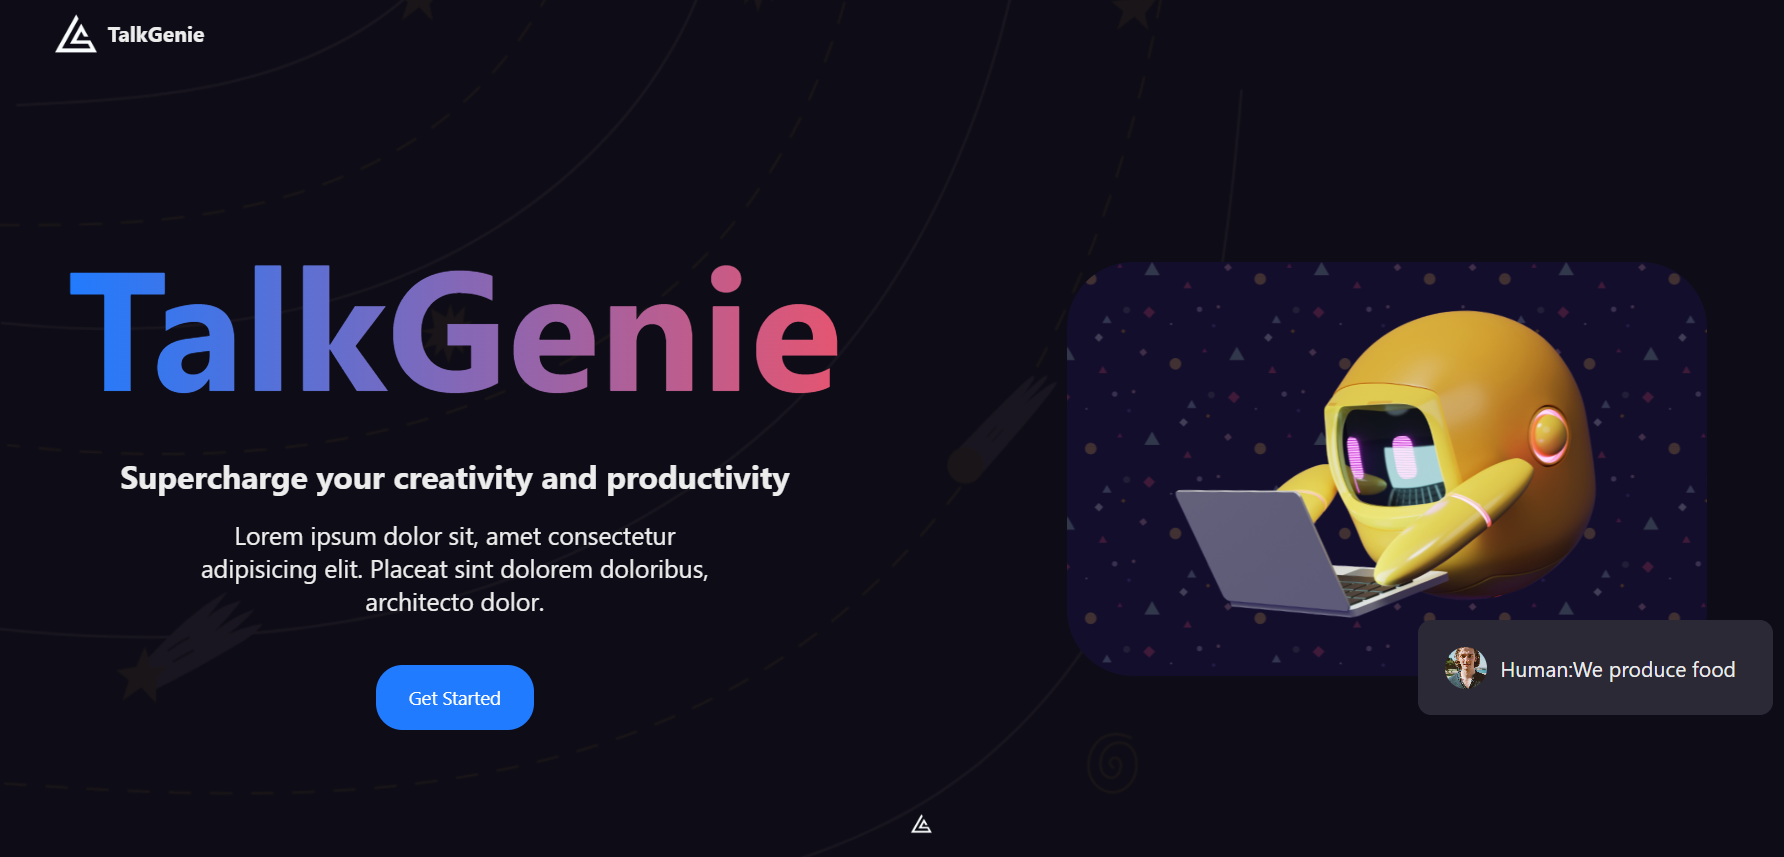 TalkGenie
TalkGenie
Supercharge your creativity and productivity
Lorem ipsum dolor sit, amet consectetur
adipisicing elit. Placeat sint dolorem doloribus,
architecto dolor.
Get Started
Human:We produce food